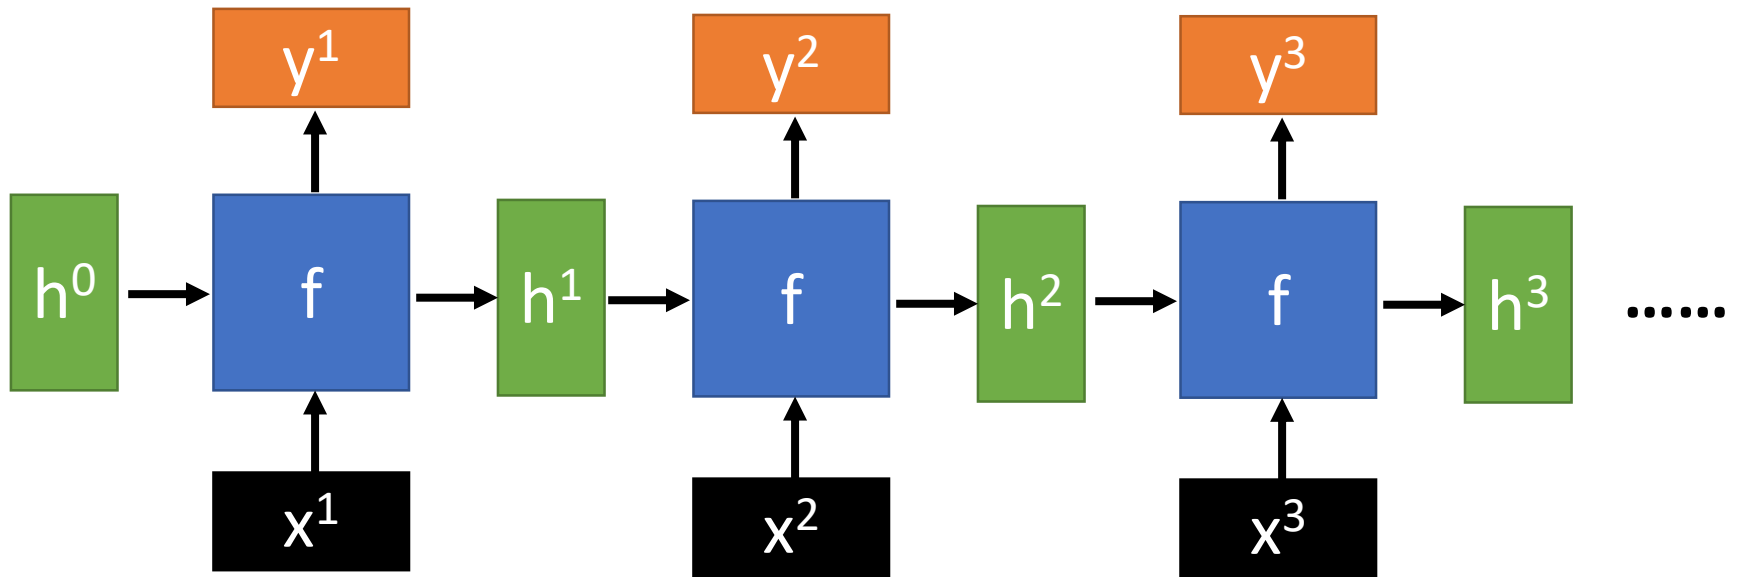 y¹ y² y³
h⁰ f h¹ f h² f h³ ......
x¹ x² x³